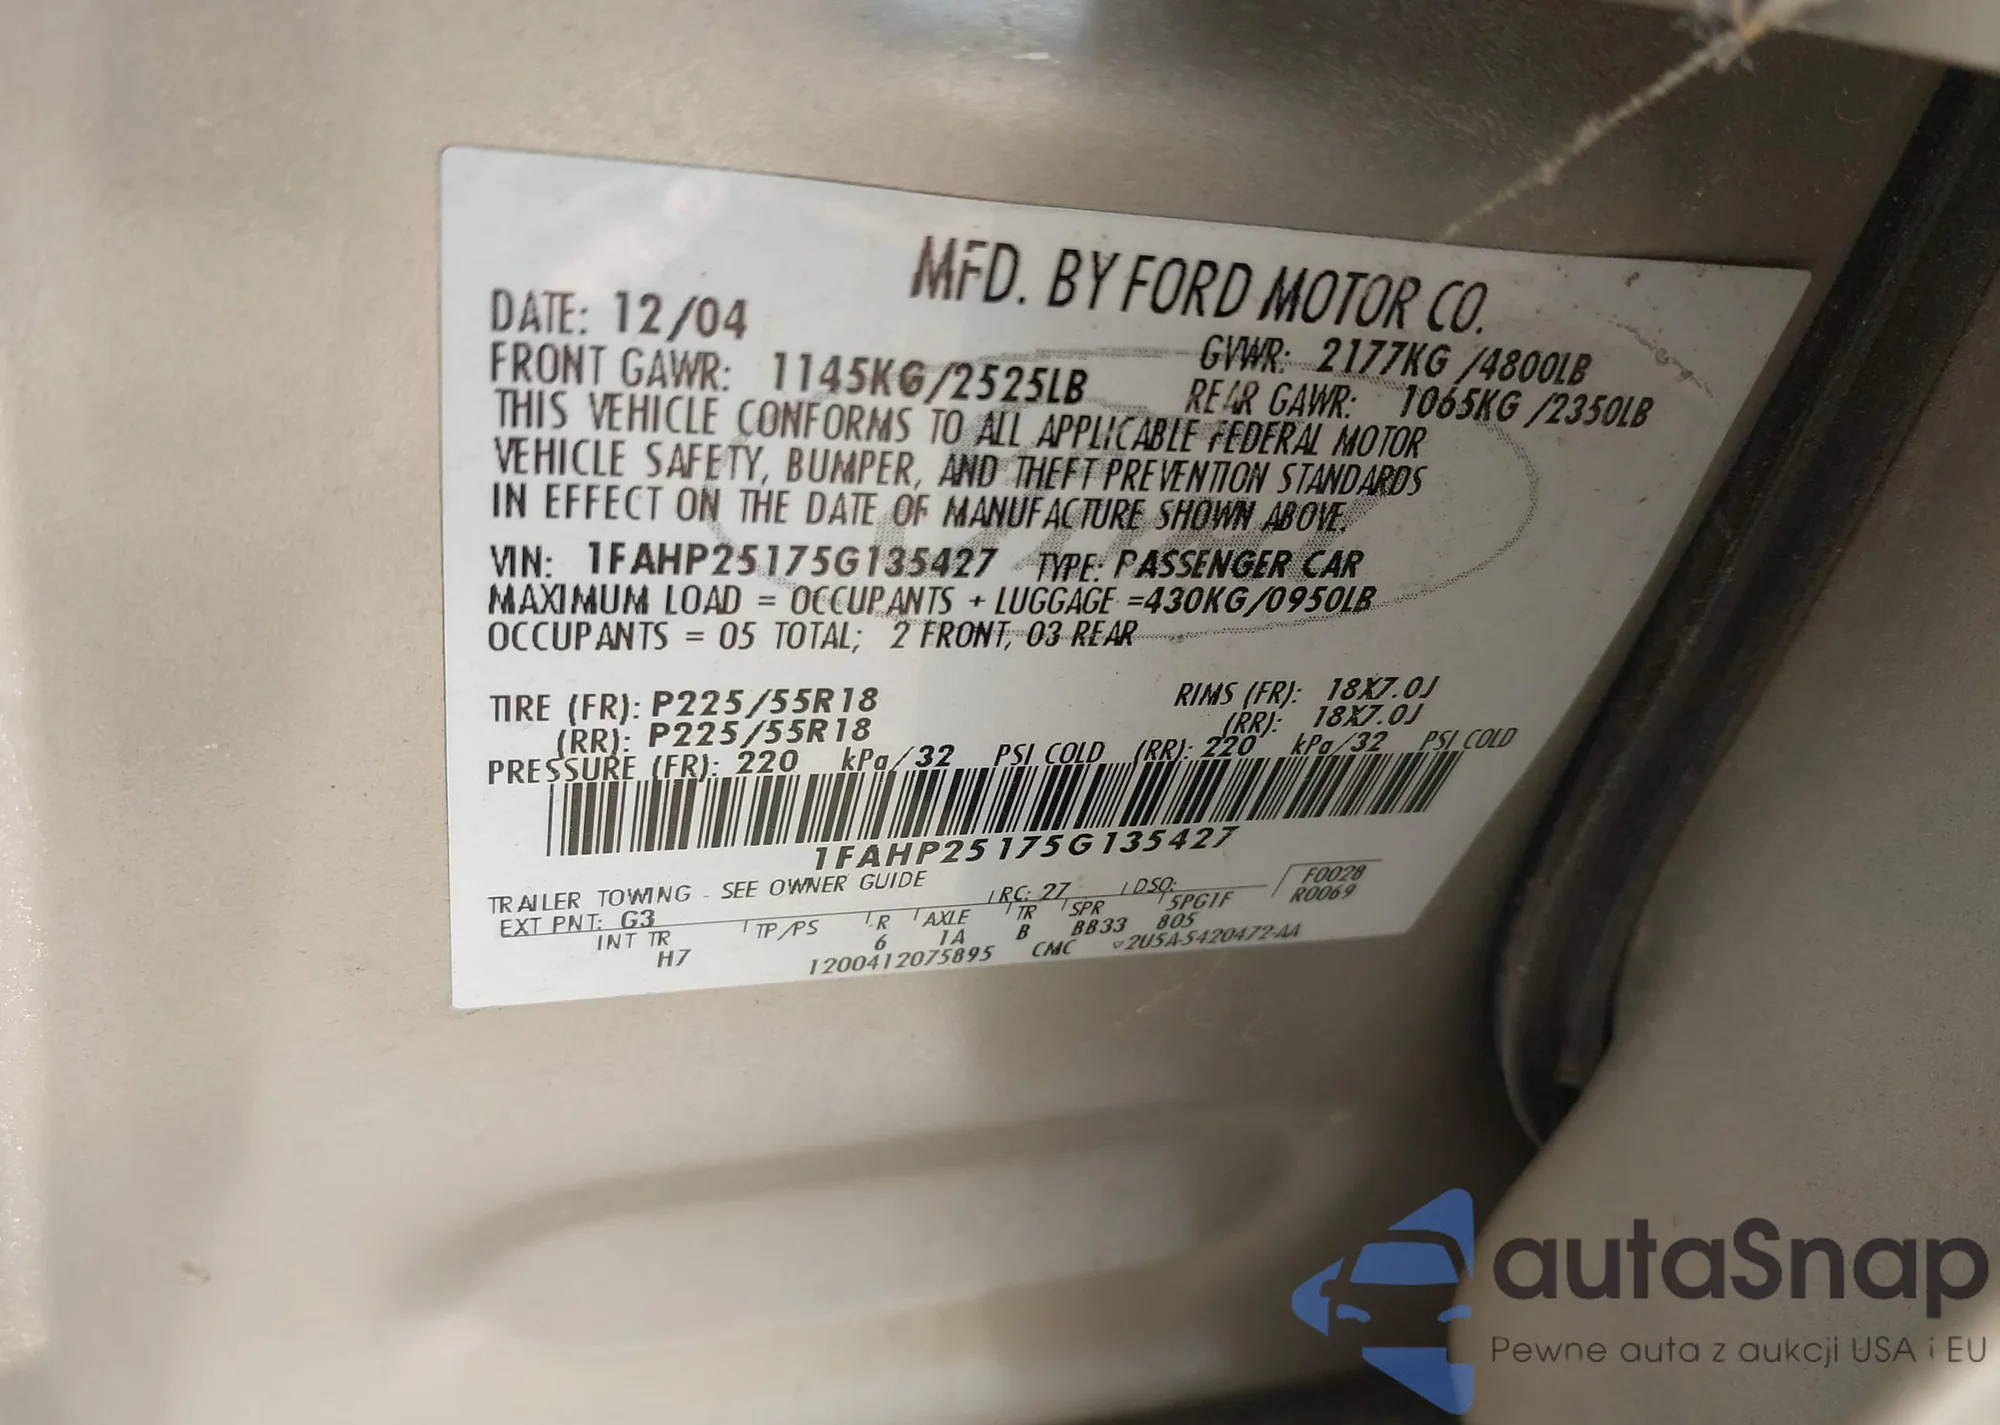 MFD. BY FORD MOTOR CO.
DATE: 12/04
GVWR: 2177KG /4800LB
FRONT GAWR: 1145KG/2525LB REAR GAWR: 1065KG /2350LB
THIS VEHICLE CONFORMS TO ALL APPLICABLE FEDERAL MOTOR
VEHICLE SAFETY, BUMPER, AND THEFT PREVENTION STANDARDS
IN EFFECT ON THE DATE OF MANUFACTURE SHOWN ABOVE.
VIN: 1FAHP25175G135427 TYPE: PASSENGER CAR
MAXIMUM LOAD = OCCUPANTS + LUGGAGE =430KG/0950LB
OCCUPANTS = 05 TOTAL; 2 FRONT, 03 REAR
TIRE (FR): P225/55R18 RIMS (FR): 18X7.0J
(RR): P225/55R18 (RR): 18X7.0J
PRESSURE (FR): 220 kPa/32 PSI COLD (RR): 220 kPa/32 PSI COLD
1FAHP25175G135427
TRAILER TOWING - SEE OWNER GUIDE
EXT PNT: G3 RC: 27 DSO: F0028
R0069
INT TR TP/PS R AXLE TR SPR 5PG1F
H7 6 1A B BB33 805
1200412075895 CMC 2U5A-5420472-AA
autaSnap
Pewne auta z aukcji USA i EU